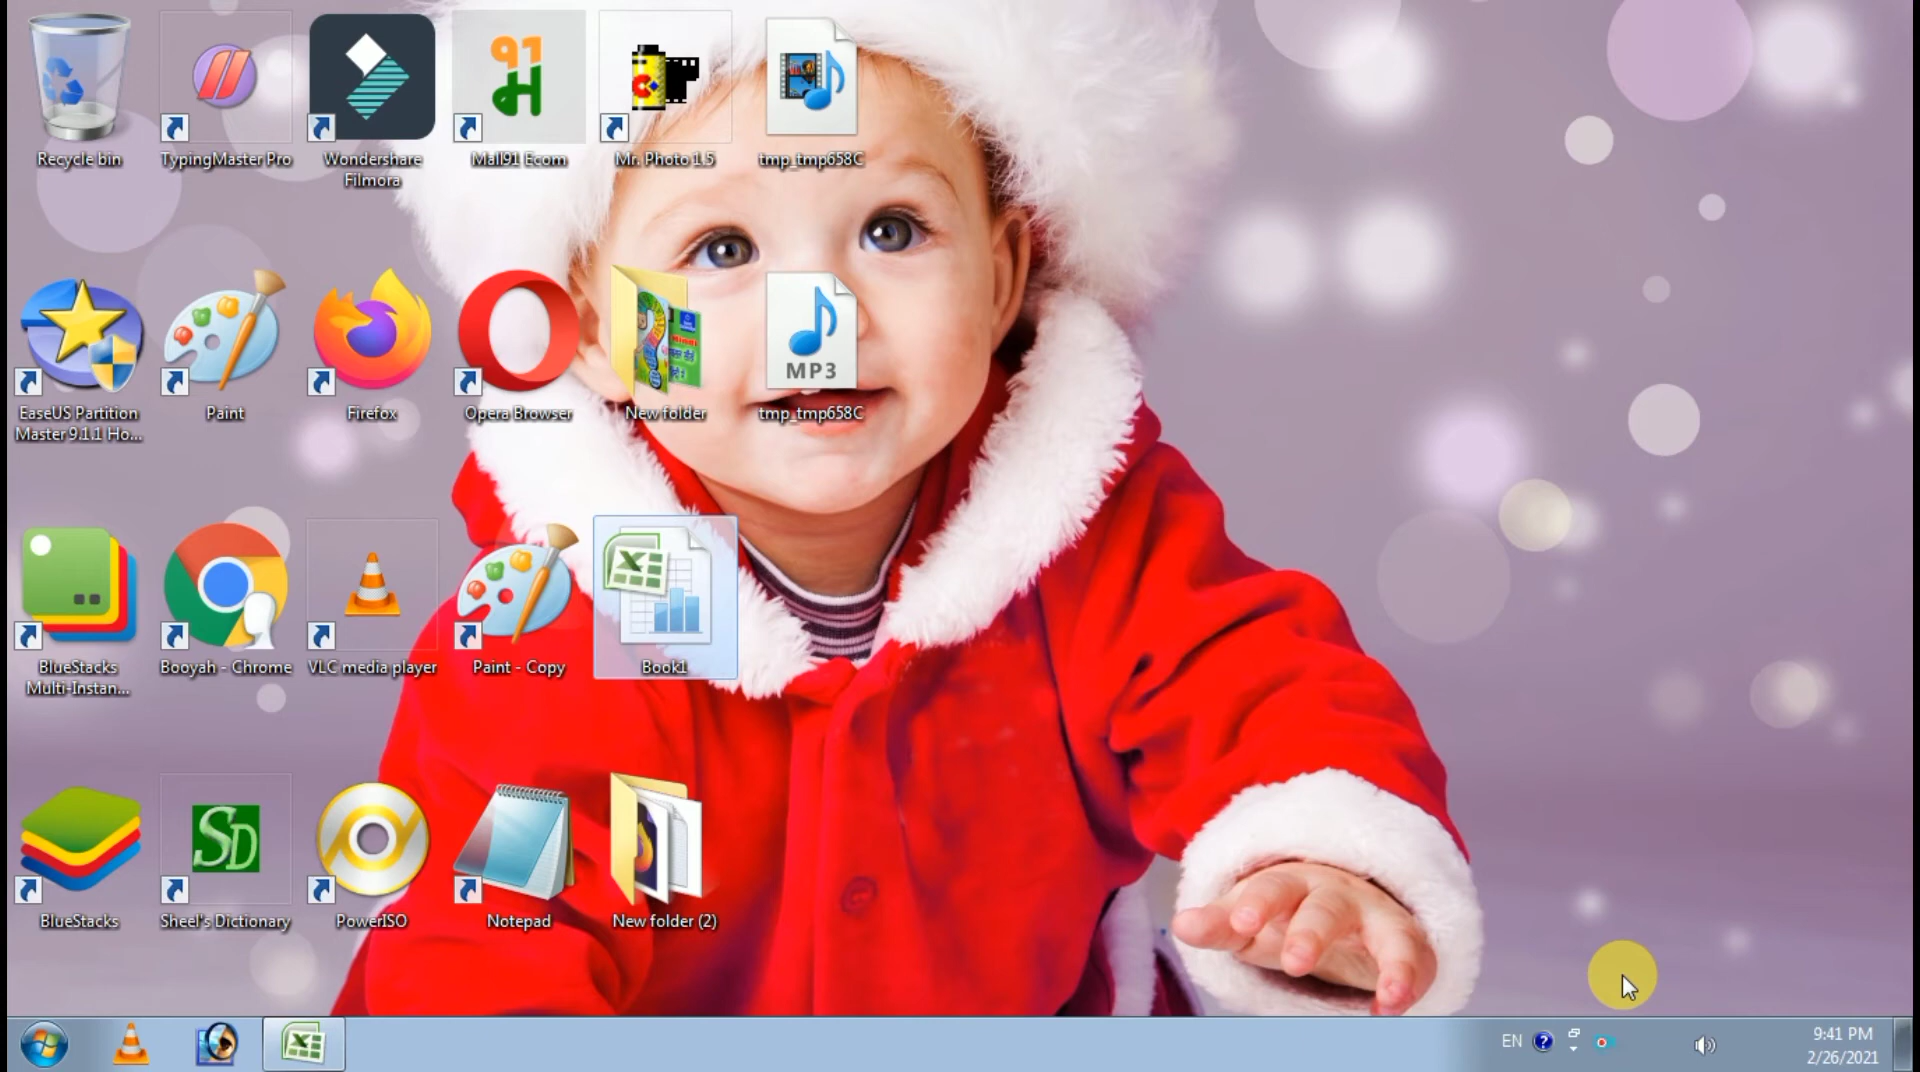 91
म
MP3
Recycle bin
TypingMaster Pro
Wondershare
Filmora
Mall91 Ecom
Mr. Photo 1.5
tmp_tmp658C
EaseUS Partition
Master 9.1.1 Ho...
Paint
Firefox
Opera Browser
New folder
tmp_tmp658C
BlueStacks
Multi-Instan...
Booyah - Chrome
VLC media player
Paint - Copy
Book1
SD
BlueStacks
Sheel's Dictionary
PowerISO
Notepad
New folder (2)
EN
9:41 PM
2/26/2021